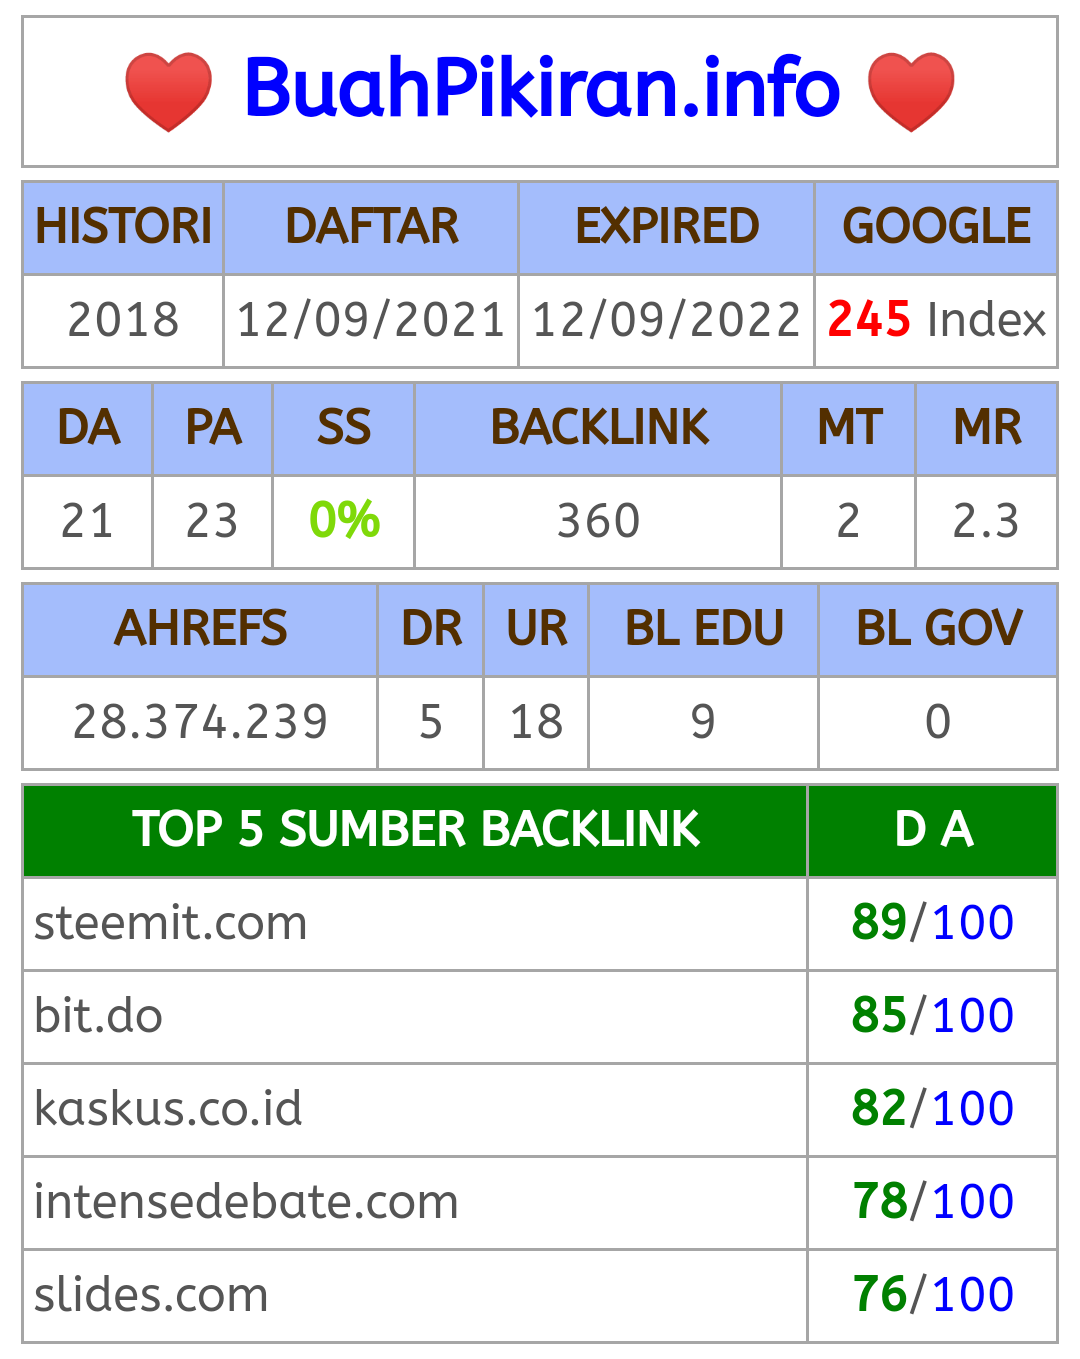 BuahPikiran.info
HISTORI DAFTAR EXPIRED GOOGLE
2018 12/09/2021 12/09/2022 245 Index
DA PA SS BACKLINK MT MR
21 23 0% 360 2 2.3
AHREFS DR UR BL EDU BL GOV
28.374.239 5 18 9 0
TOP 5 SUMBER BACKLINK D A
steemit.com 89/100
bit.do 85/100
kaskus.co.id 82/100
intensedebate.com 78/100
slides.com 76/100